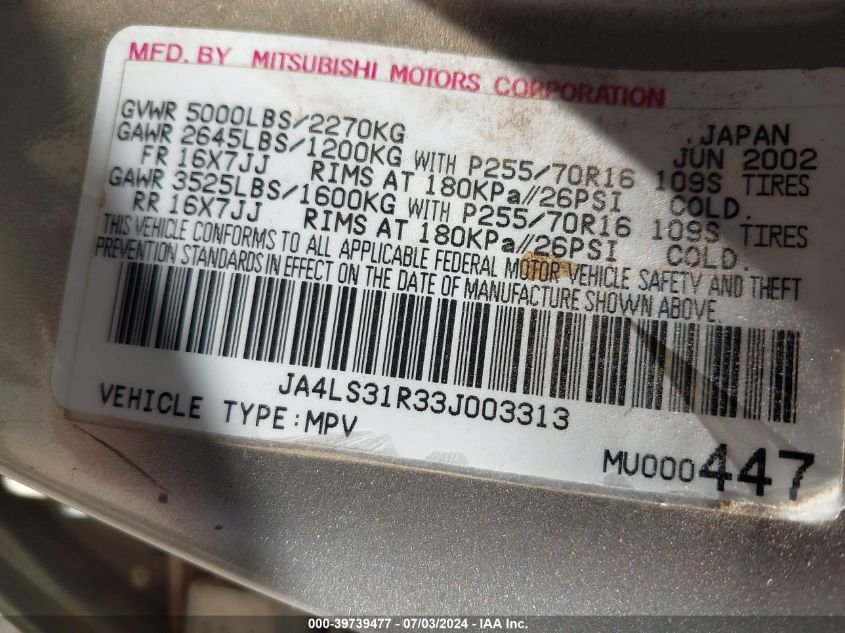 MFD. BY MITSUBISHI MOTORS CORPORATION
, JAPAN
GVWR 5000LBS/2270KG JUN 2002
GAWR 2645LBS/1200KG WITH P255/70R16 109S TIRES
FR 16X7JJ RIMS AT 180KPa//26PSI COLD.
GAWR 3525LBS/1600KG WITH P255/70R16 109S TIRES
RR 16X7JJ RIMS AT 180KPa//26PSI COLD.
THIS VEHICLE CONFORMS TO ALL APPLICABLE FEDERAL MOTOR VEHICLE SAFETY AND THEFT
PREVENTION STANDARDS IN EFFECT ON THE DATE OF MANUFACTURE SHOWN ABOVE.
JA4LS31R33J003313
VEHICLE TYPE:MPV
MU000447
000-39739477 - 07/03/2024 - IAA Inc.